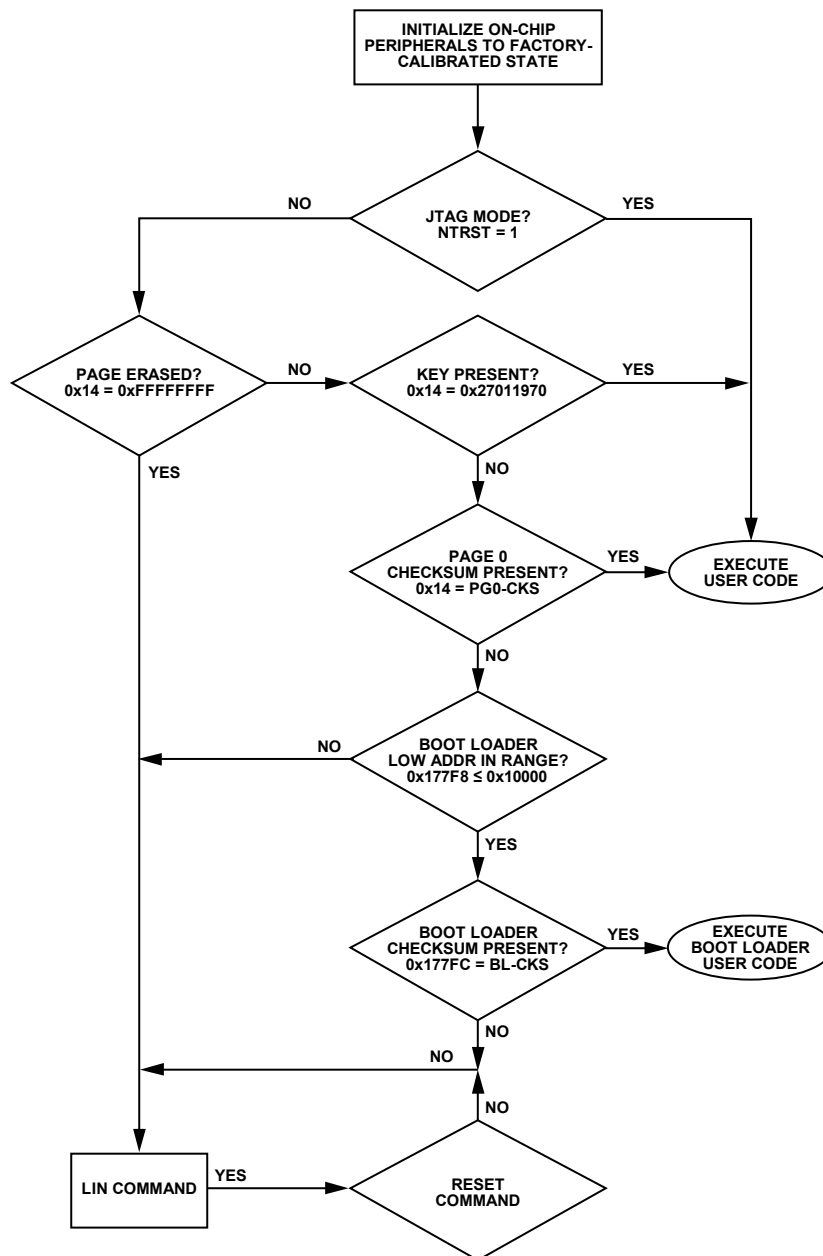 INITIALIZE ON-CHIP
PERIPHERALS TO FACTORY-
CALIBRATED STATE
NO
YES
JTAG MODE?
NTRST = 1
PAGE ERASED?
0x14 = 0xFFFFFFFF
NO
KEY PRESENT?
0x14 = 0x27011970
YES
YES
NO
PAGE 0
CHECKSUM PRESENT?
0x14 = PG0-CKS
YES
EXECUTE
USER CODE
NO
NO
BOOT LOADER
LOW ADDR IN RANGE?
0x177F8 ≤ 0x10000
YES
BOOT LOADER
CHECKSUM PRESENT?
0x177FC = BL-CKS
YES
EXECUTE
BOOT LOADER
USER CODE
NO
NO
NO
LIN COMMAND
YES
RESET
COMMAND